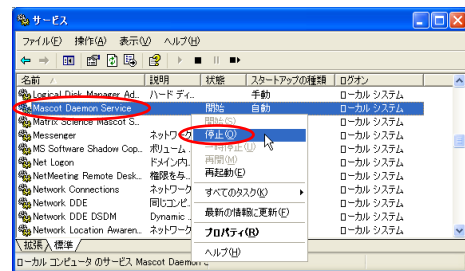 サービス
ファイル(F) 操作(A) 表示(V) ヘルプ(H)
名前 説明 状態 スタートアップの種類 ログオン
Logical Disk Manager Ad... ハード ディ... 手動 ローカル システム
Mascot Daemon Service 開始 自動 ローカル システム
Matrix Science Mascot S... ローカル システム
Messenger ネットワーク ローカル システム
MS Software Shadow Cop... ボリューム ローカル システム
Net Logon ドメイン内 ローカル システム
NetMeeting Remote Desk... 権限を与 ローカル システム
Network Connections ネットワーク ローカル システム
Network DDE 同じコンピ ローカル システム
Network DDE DSDM Dynamic ローカル システム
Network Location Awaren... ネットワーク ローカル システム
開始(S)
停止(O)
一時停止(U)
再開(M)
再起動(E)
すべてのタスク(K)
最新の情報に更新(F)
プロパティ(R)
ヘルプ(H)
拡張 標準
ローカル コンピュータ のサービス Mascot Daemon